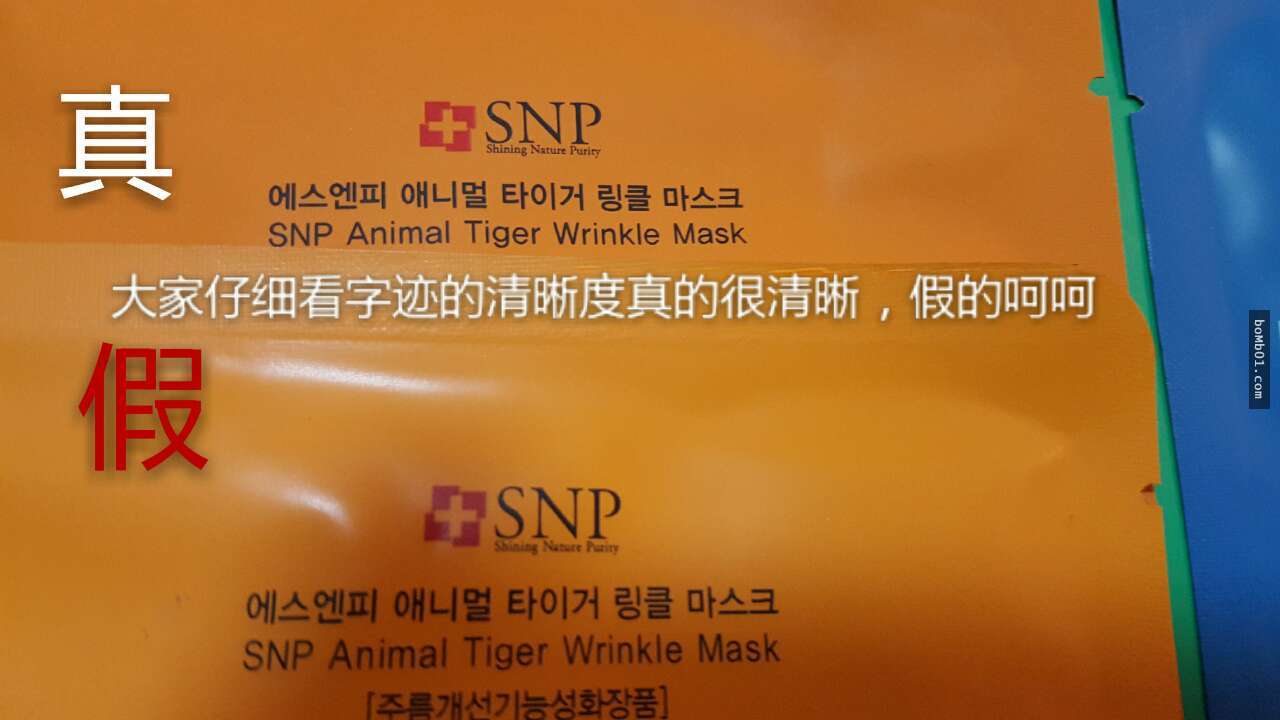 真
SNP
Shining Nature Purity
에스엔피 애니멀 타이거 링클 마스크
SNP Animal Tiger Wrinkle Mask
大家仔细看字迹的清晰度真的很清晰，假的呵呵
假
SNP
Shining Nature Purity
에스엔피 애니멀 타이거 링클 마스크
SNP Animal Tiger Wrinkle Mask
[주름개선기능성화장품]
boMb01.com